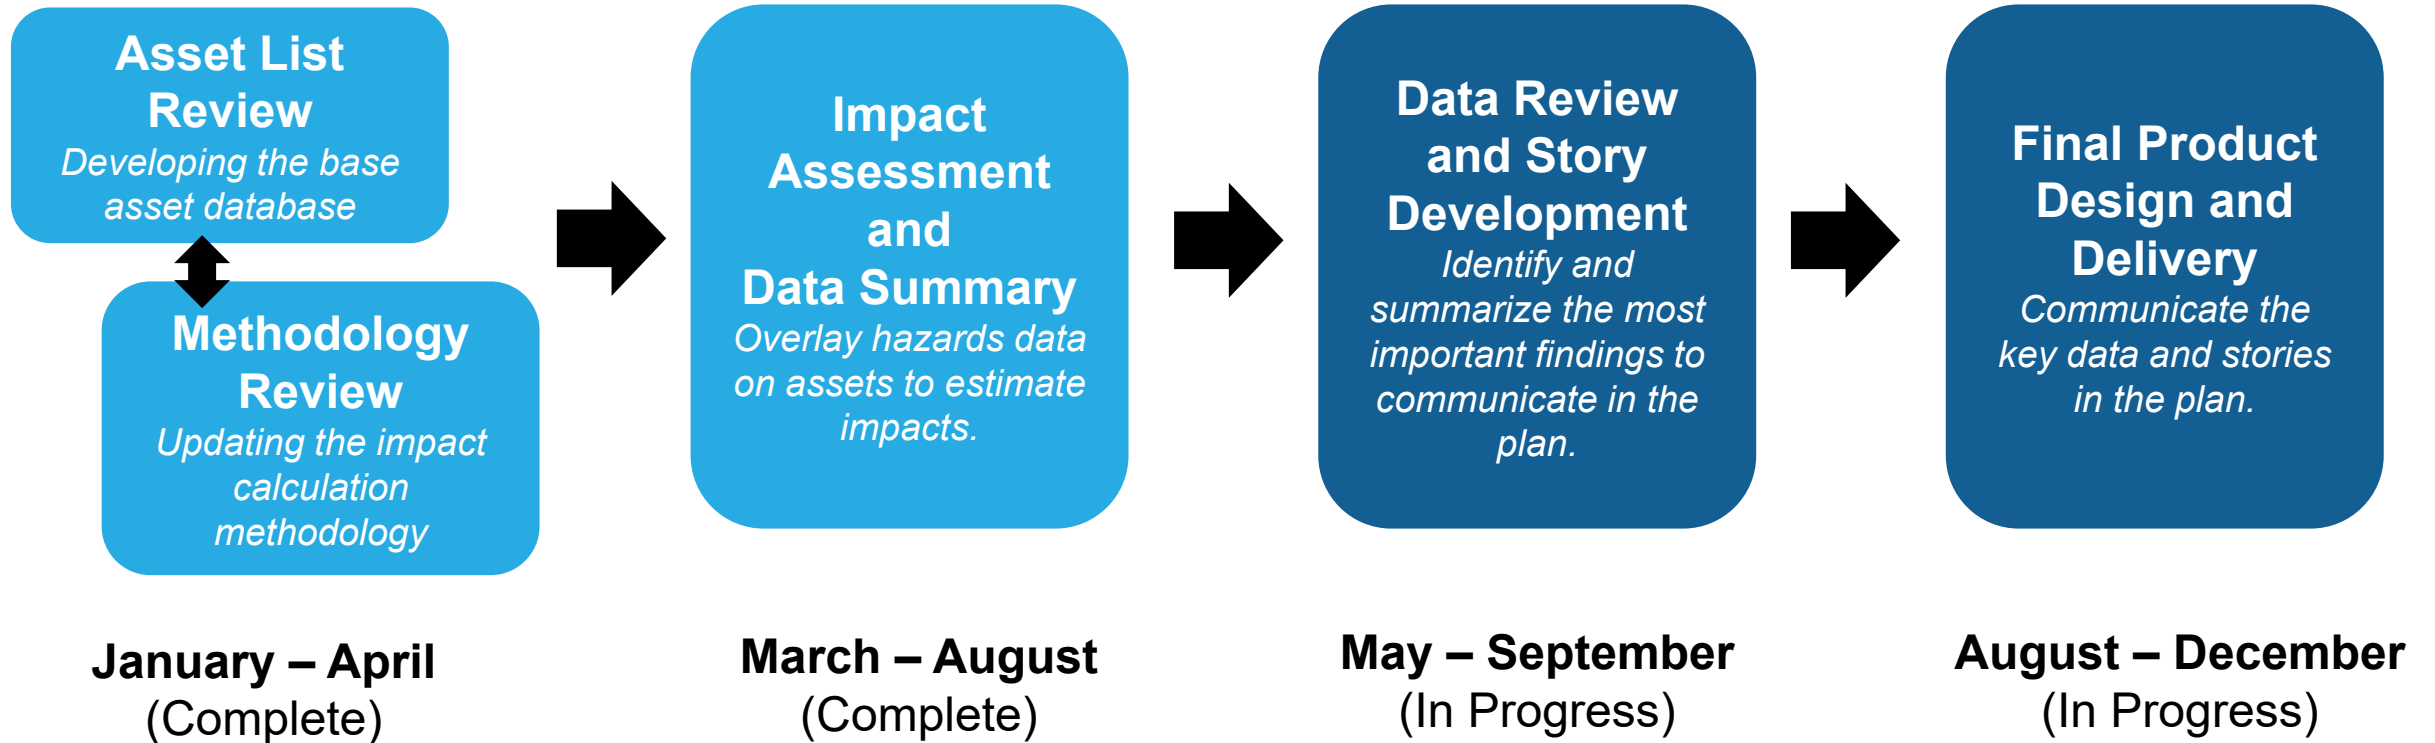 Asset List
Review
Developing the base
asset database
Methodology
Review
Updating the impact
calculation
methodology
January – April
(Complete)
Impact
Assessment
and
Data Summary
Overlay hazards data
on assets to estimate
impacts.
March – August
(Complete)
Data Review
and Story
Development
Identify and
summarize the most
important findings to
communicate in the
plan.
May – September
(In Progress)
Final Product
Design and
Delivery
Communicate the
key data and stories
in the plan.
August – December
(In Progress)